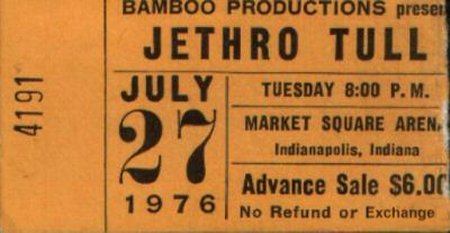 BAMBOO PRODUCTIONS presen
JETHRO TULL
4191
JULY
27
1976
TUESDAY 8:00 P.M.
MARKET SQUARE AREN
Indianapolis, Indiana
Advance Sale $6.00
No Refund or Exchange